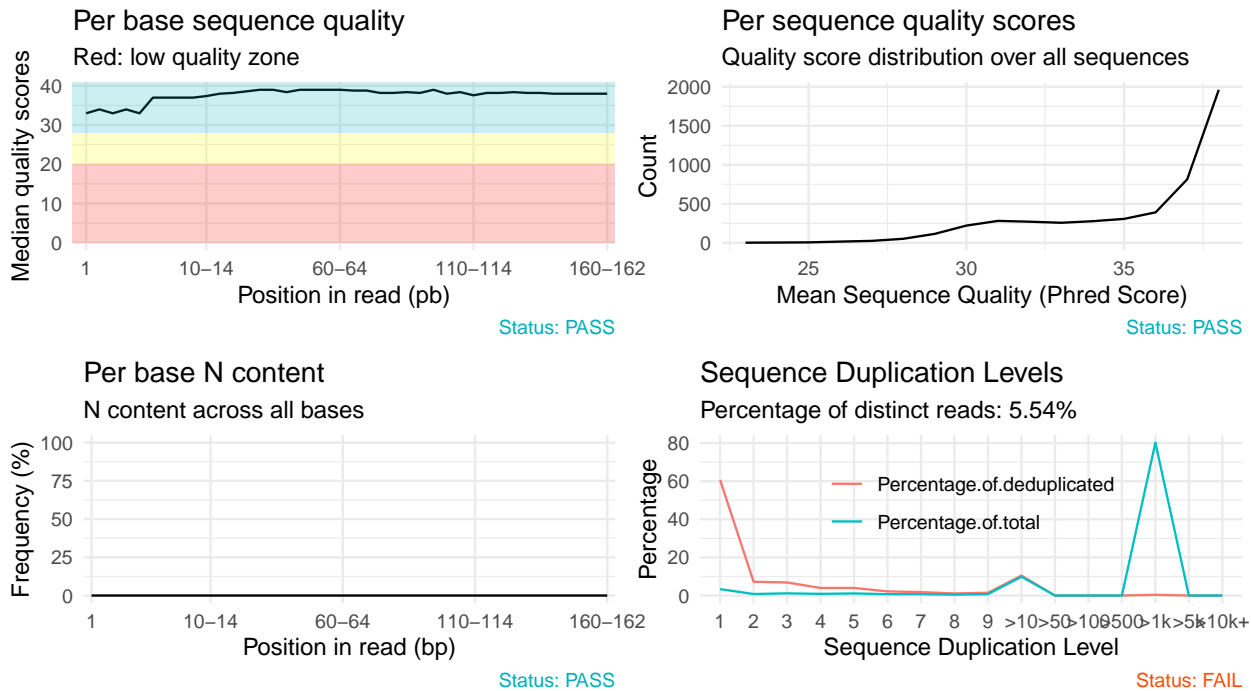 Per base sequence quality
Red: low quality zone
Median quality scores
40
30
20
10
0
1 10−14 60−64 110−114 160−162
Position in read (pb)
Status: PASS
Per sequence quality scores
Quality score distribution over all sequences
Count
2000
1500
1000
500
0
25 30 35
Mean Sequence Quality (Phred Score)
Status: PASS
Per base N content
N content across all bases
Frequency (%)
100
75
50
25
0
1 10−14 60−64 110−114 160−162
Position in read (bp)
Status: PASS
Sequence Duplication Levels
Percentage of distinct reads: 5.54%
Percentage
80
60
40
20
0
Percentage.of.deduplicated
Percentage.of.total
1 2 3 4 5 6 7 8 9 >10 >50 >100 >500 >1k >5k >10k+
Sequence Duplication Level
Status: FAIL